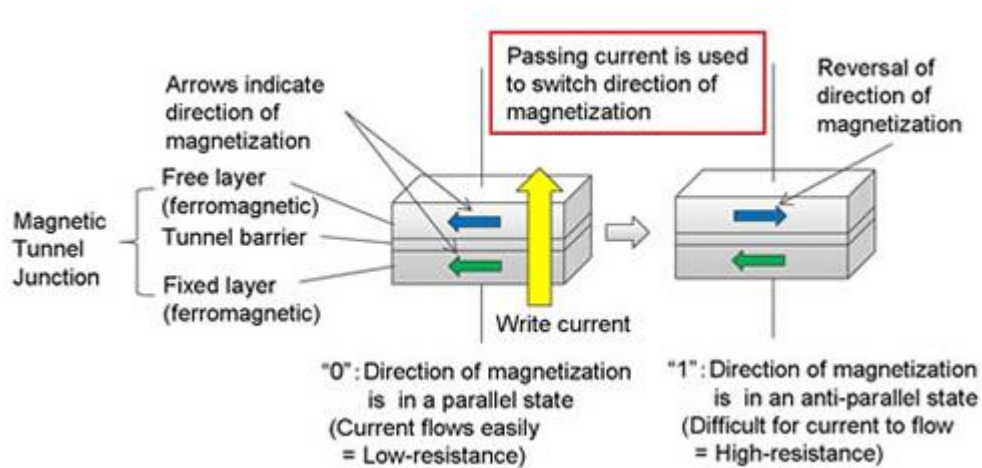 Passing current is used
to switch direction of
magnetization
Arrows indicate
direction of
magnetization
Reversal of
direction of
magnetization
Magnetic
Tunnel
Junction
Free layer
(ferromagnetic)
Tunnel barrier
Fixed layer
(ferromagnetic)
Write current
"0": Direction of magnetization
is in a parallel state
(Current flows easily
= Low-resistance)
"1": Direction of magnetization
is in an anti-parallel state
(Difficult for current to flow
= High-resistance)